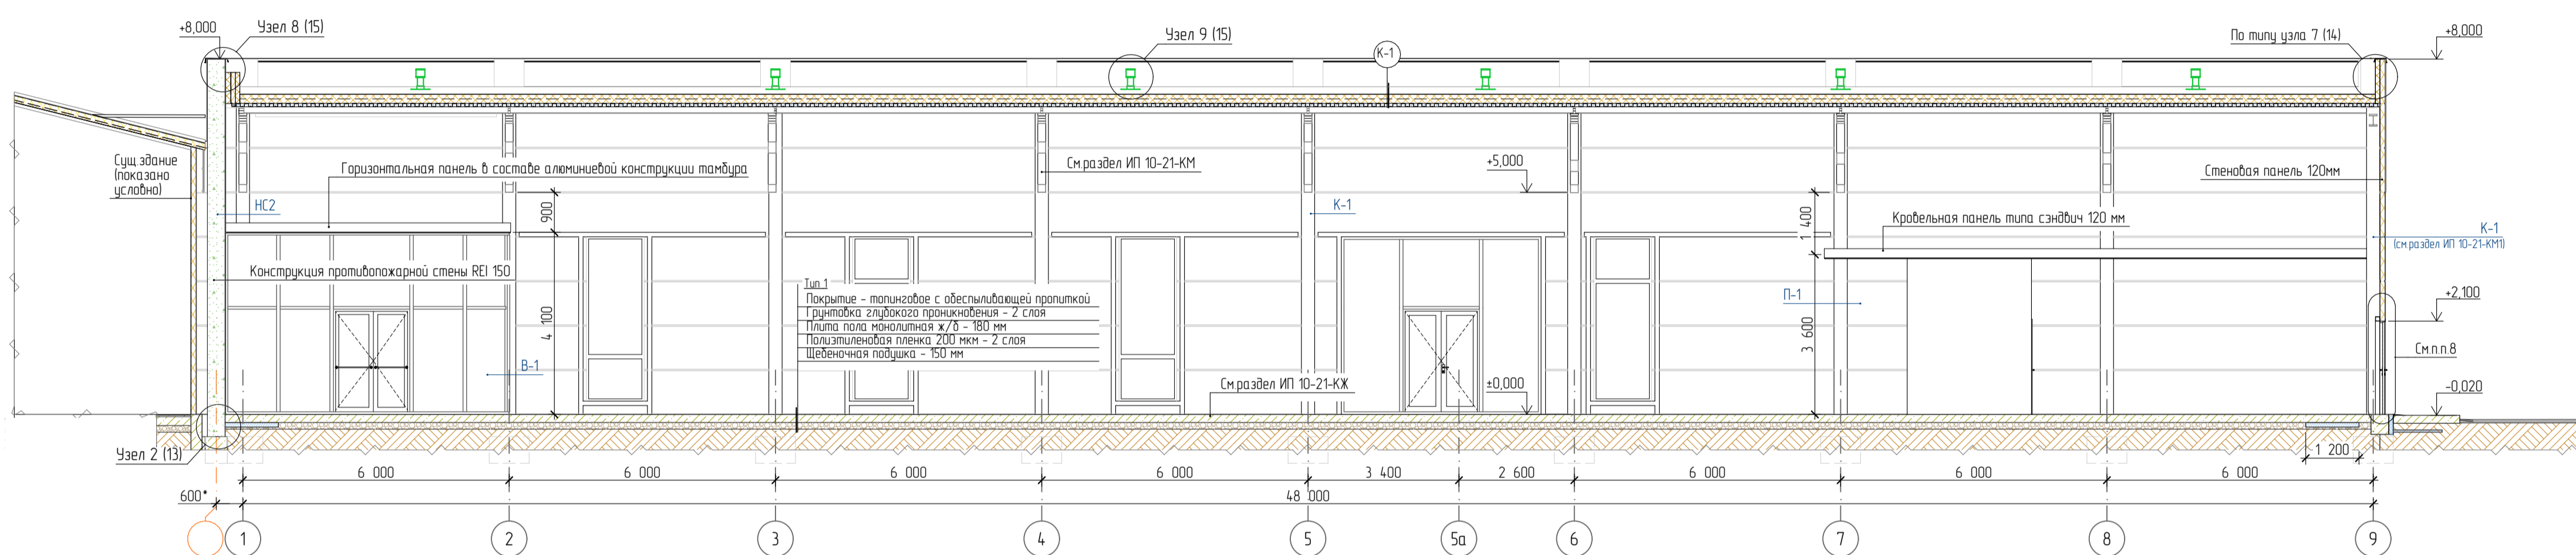 +8,000
Узел 8 (15)
Узел 9 (15)
К-1
По типу узла 7 (14)
+8,000
Сущ.здание
(показано
условно)
Горизонтальная панель в составе алюминиевой конструкции тамбура
См.раздел ИП 10-21-КМ
+5,000
Стеновая панель 120мм
НС2
900
К-1
1 400
Кровельная панель типа сэндвич 120 мм
К-1
(см.раздел ИП 10-21-КМ1)
Конструкция противопожарной стены REI 150
Тип 1
Покрытие - топинговое с обеспыливающей пропиткой
Грунтовка глубокого проникновения - 2 слоя
Плита пола монолитная ж/б - 180 мм
Полиэтиленовая пленка 200 мкм - 2 слоя
Щебеночная подушка - 150 мм
П-1
+2,100
4 100
3 600
См.п.п.8
В-1
См.раздел ИП 10-21-КЖ
±0,000
-0,020
Узел 2 (13)
1 200
6 000
6 000
6 000
6 000
3 400
2 600
6 000
6 000
6 000
600*
48 000
1
2
3
4
5
5а
6
7
8
9